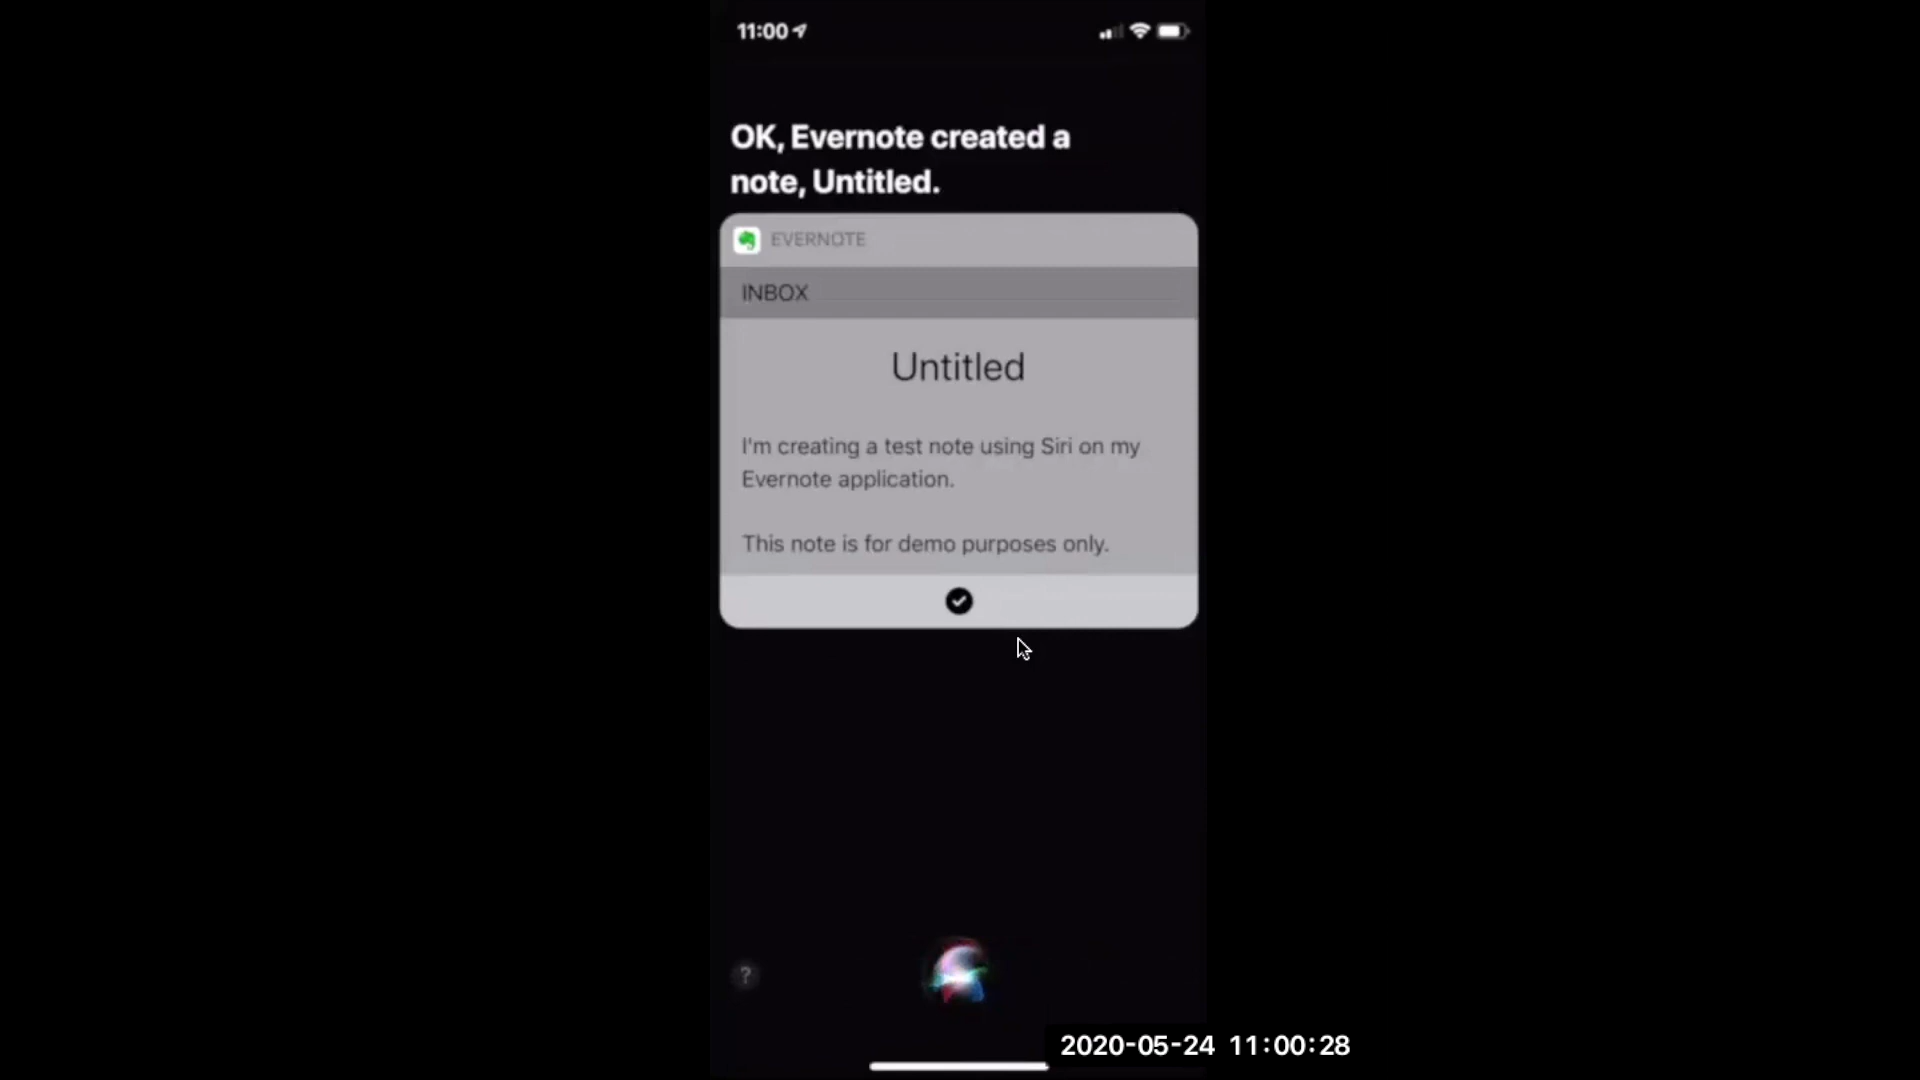 11:00
OK, Evernote created a
note, Untitled.
EVERNOTE
INBOX
Untitled
I'm creating a test note using Siri on my
Evernote application.
This note is for demo purposes only.
?
2020-05-24 11:00:28